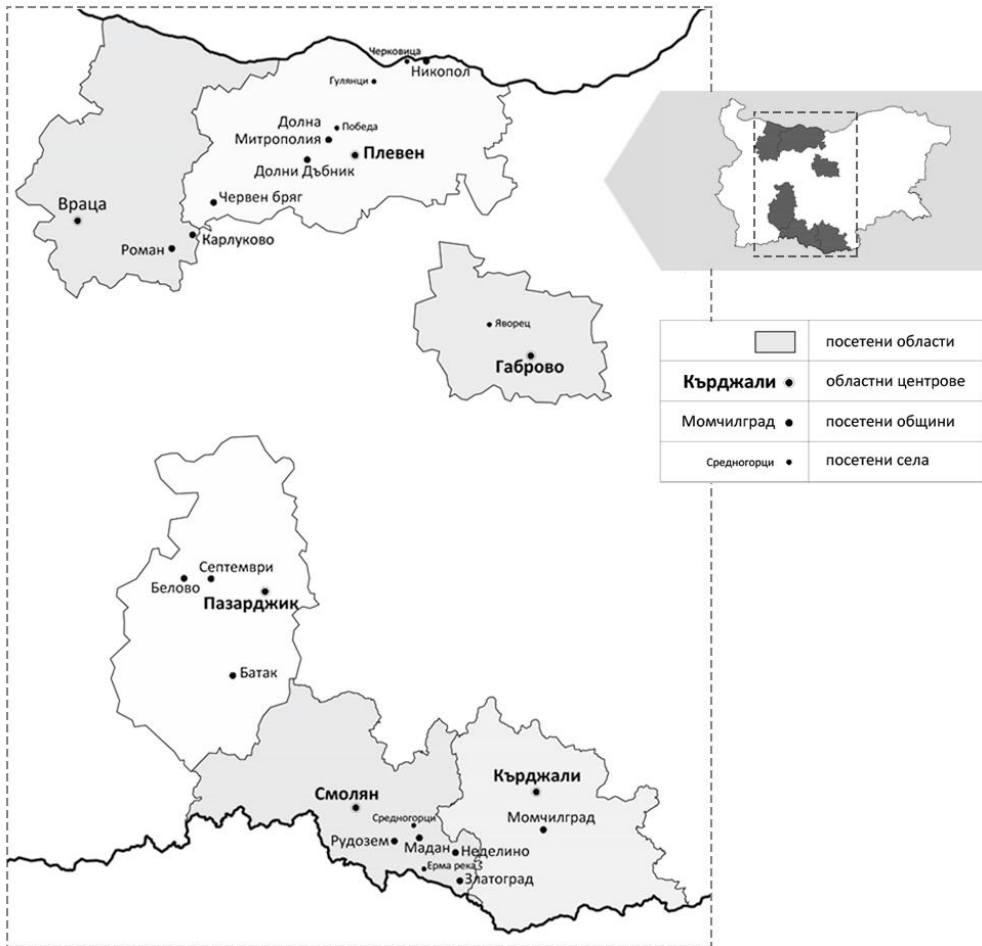 Черковица
Никопол
Гулянци
Долна
Митрополия
Победа
Плевен
Долни Дъбник
Червен бряг
Враца
Карлуково
Роман
Яворец
Габрово
посетени области
Кърджали
областни центрове
Момчилград
посетени общини
Средногорци
посетени села
Септември
Белово
Пазарджик
Батак
Кърджали
Смолян
Средногорци
Момчилград
Рудозем
Мадан
Неделино
Ерма река
Златоград